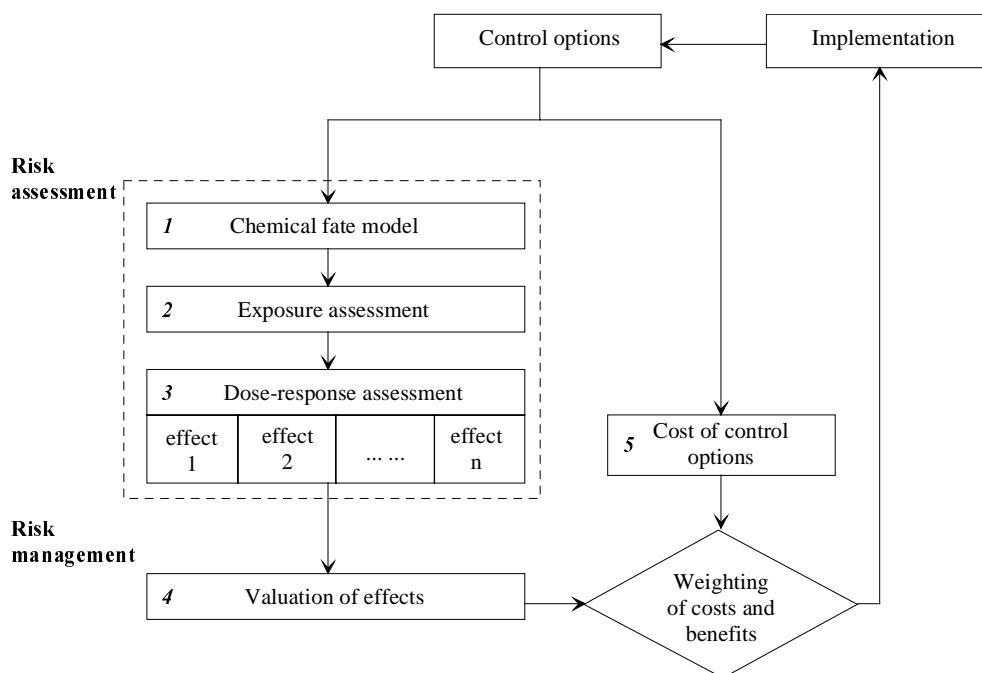 Control options
Implementation
Risk
assessment
1 Chemical fate model
2 Exposure assessment
3 Dose-response assessment
effect
1
effect
2
... ...
effect
n
5 Cost of control
options
Risk
management
4 Valuation of effects
Weighting
of costs and
benefits